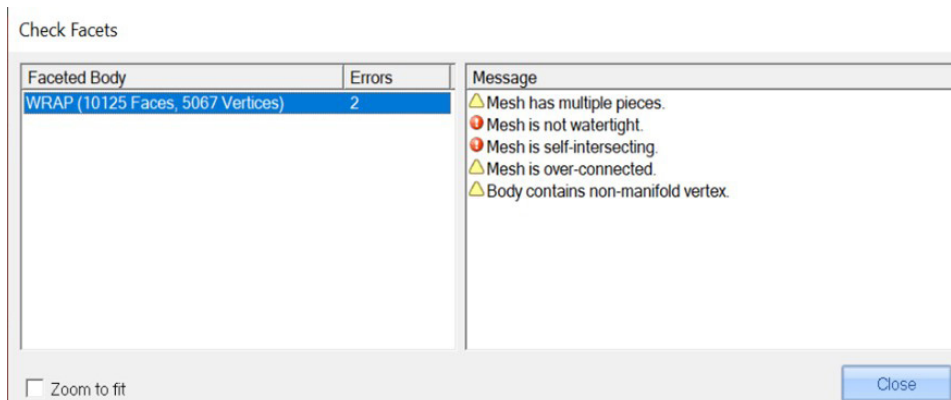 Check Facets
Faceted Body Errors Message
WRAP (10125 Faces, 5067 Vertices) 2
Mesh has multiple pieces.
Mesh is not watertight.
Mesh is self-intersecting.
Mesh is over-connected.
Body contains non-manifold vertex.
Zoom to fit
Close